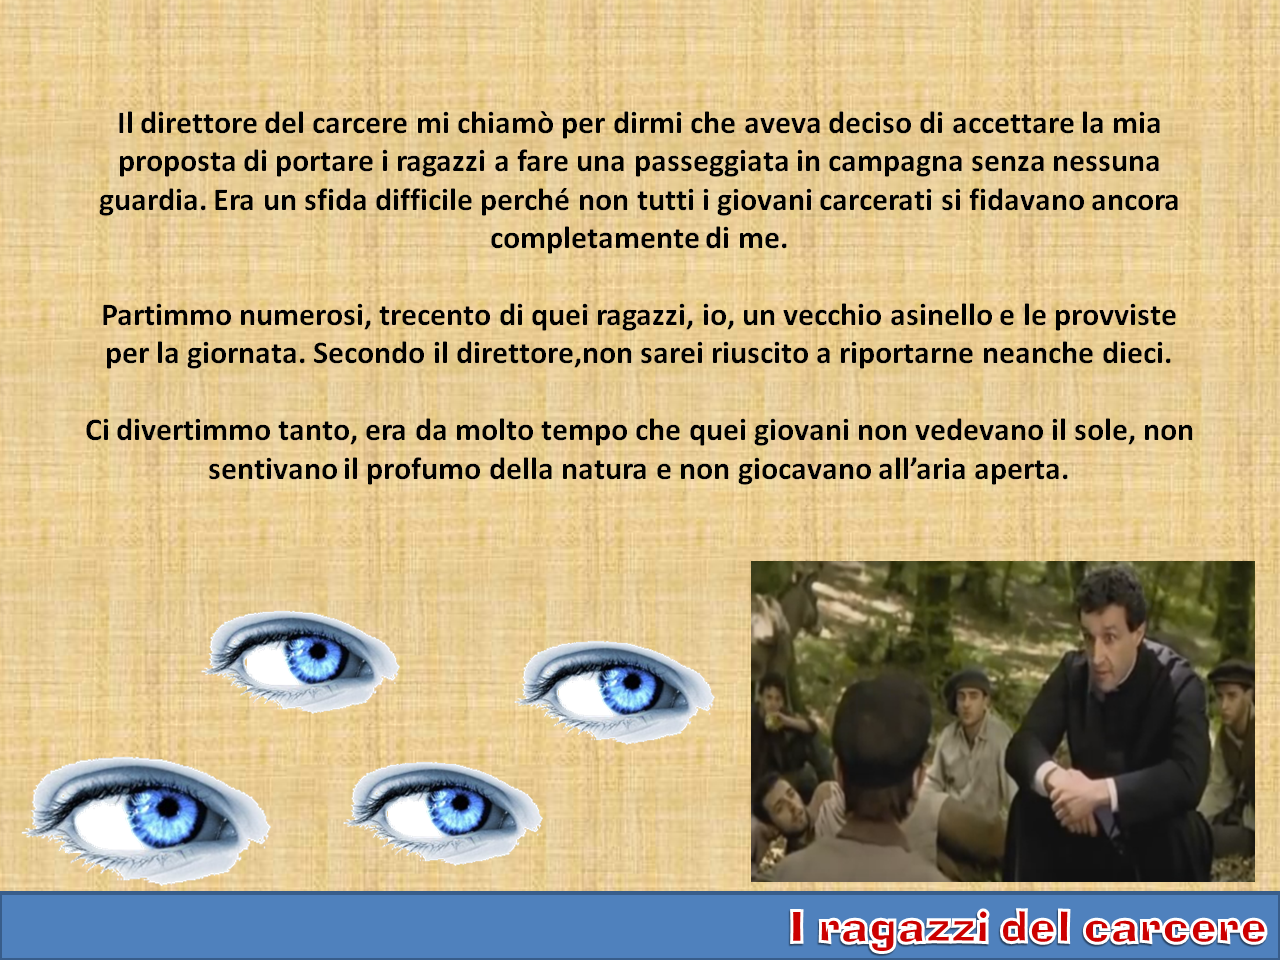 Il direttore del carcere mi chiamò per dirmi che aveva deciso di accettare la mia
proposta di portare i ragazzi a fare una passeggiata in campagna senza nessuna
guardia. Era un sfida difficile perché non tutti i giovani carcerati si fidavano ancora
completamente di me.
Partimmo numerosi, trecento di quei ragazzi, io, un vecchio asinello e le provviste
per la giornata. Secondo il direttore,non sarei riuscito a riportarne neanche dieci.
Ci divertimmo tanto, era da molto tempo che quei giovani non vedevano il sole, non
sentivano il profumo della natura e non giocavano all’aria aperta.
I ragazzi del carcere